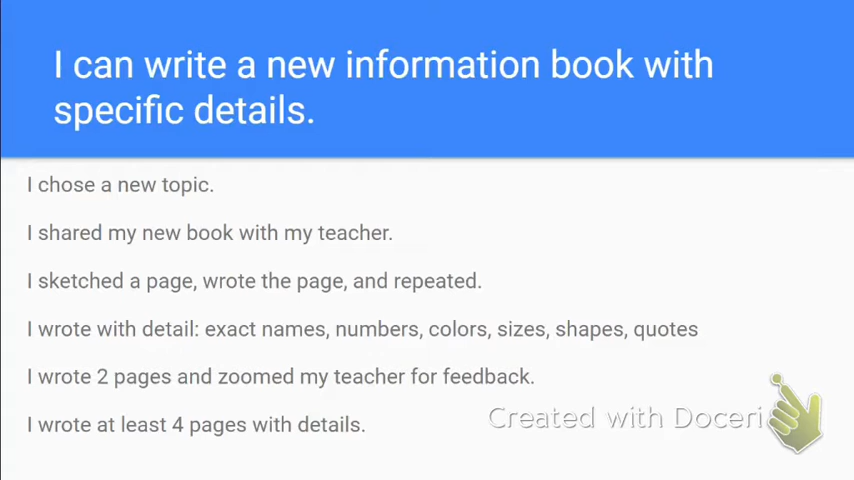 I can write a new information book with
specific details.
I chose a new topic.
I shared my new book with my teacher.
I sketched a page, wrote the page, and repeated.
I wrote with detail: exact names, numbers, colors, sizes, shapes, quotes
I wrote 2 pages and zoomed my teacher for feedback.
I wrote at least 4 pages with details.
Created with Doceri